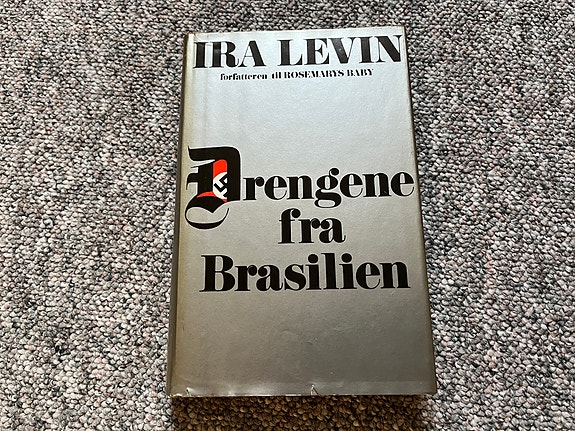 IRA LEVIN
forfatteren til ROSEMARYS BABY
Drengene
fra
Brasilien